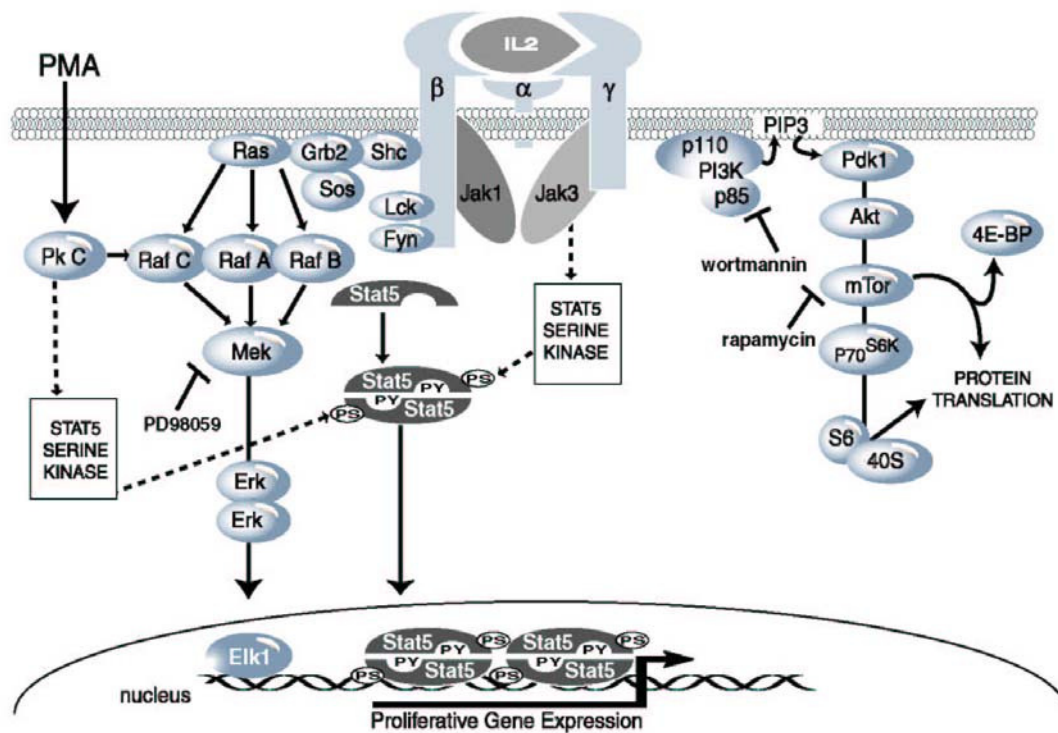 IL2
PMA
β
α
γ
PIP3
Ras
Grb2
Shc
Sos
p110
PI3K
p85
Pdk1
Jak1
Jak3
Lck
Fyn
Akt
4E-BP
Pk C
Raf C
Raf A
Raf B
wortmannin
mTor
Stat5
STAT5
SERINE
KINASE
rapamycin
P70S6K
Mek
Stat5
PY
PS
PY
Stat5
PS
PROTEIN
TRANSLATION
PD98059
STAT5
SERINE
KINASE
S6
40S
Erk
Erk
Elk1
Stat5
PY
PS
PY
Stat5
PS
Stat5
PY
PS
PY
Stat5
PS
nucleus
Proliferative Gene Expression